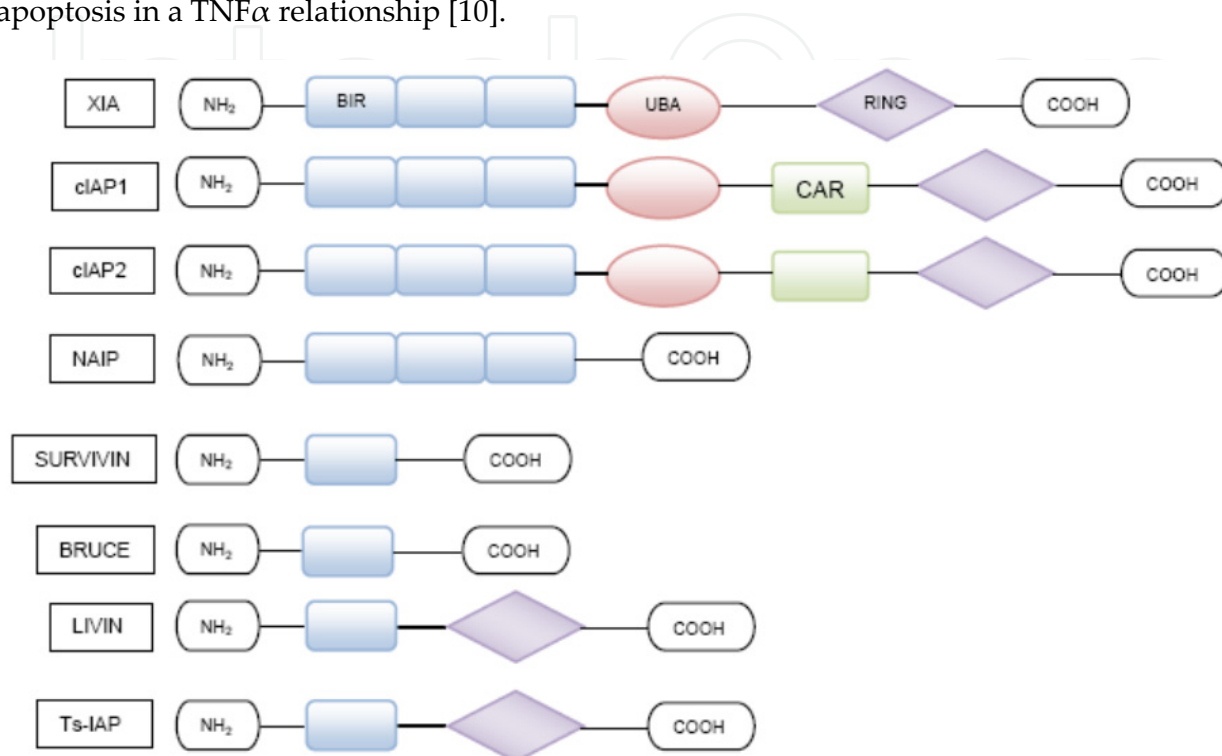 apoptosis in a TNFα relationship [10].
XIA NH₂ BIR UBA RING COOH
cIAP1 NH₂ CAR COOH
cIAP2 NH₂ COOH
NAIP NH₂ COOH
SURVIVIN NH₂ COOH
BRUCE NH₂ COOH
LIVIN NH₂ COOH
Ts-IAP NH₂ COOH